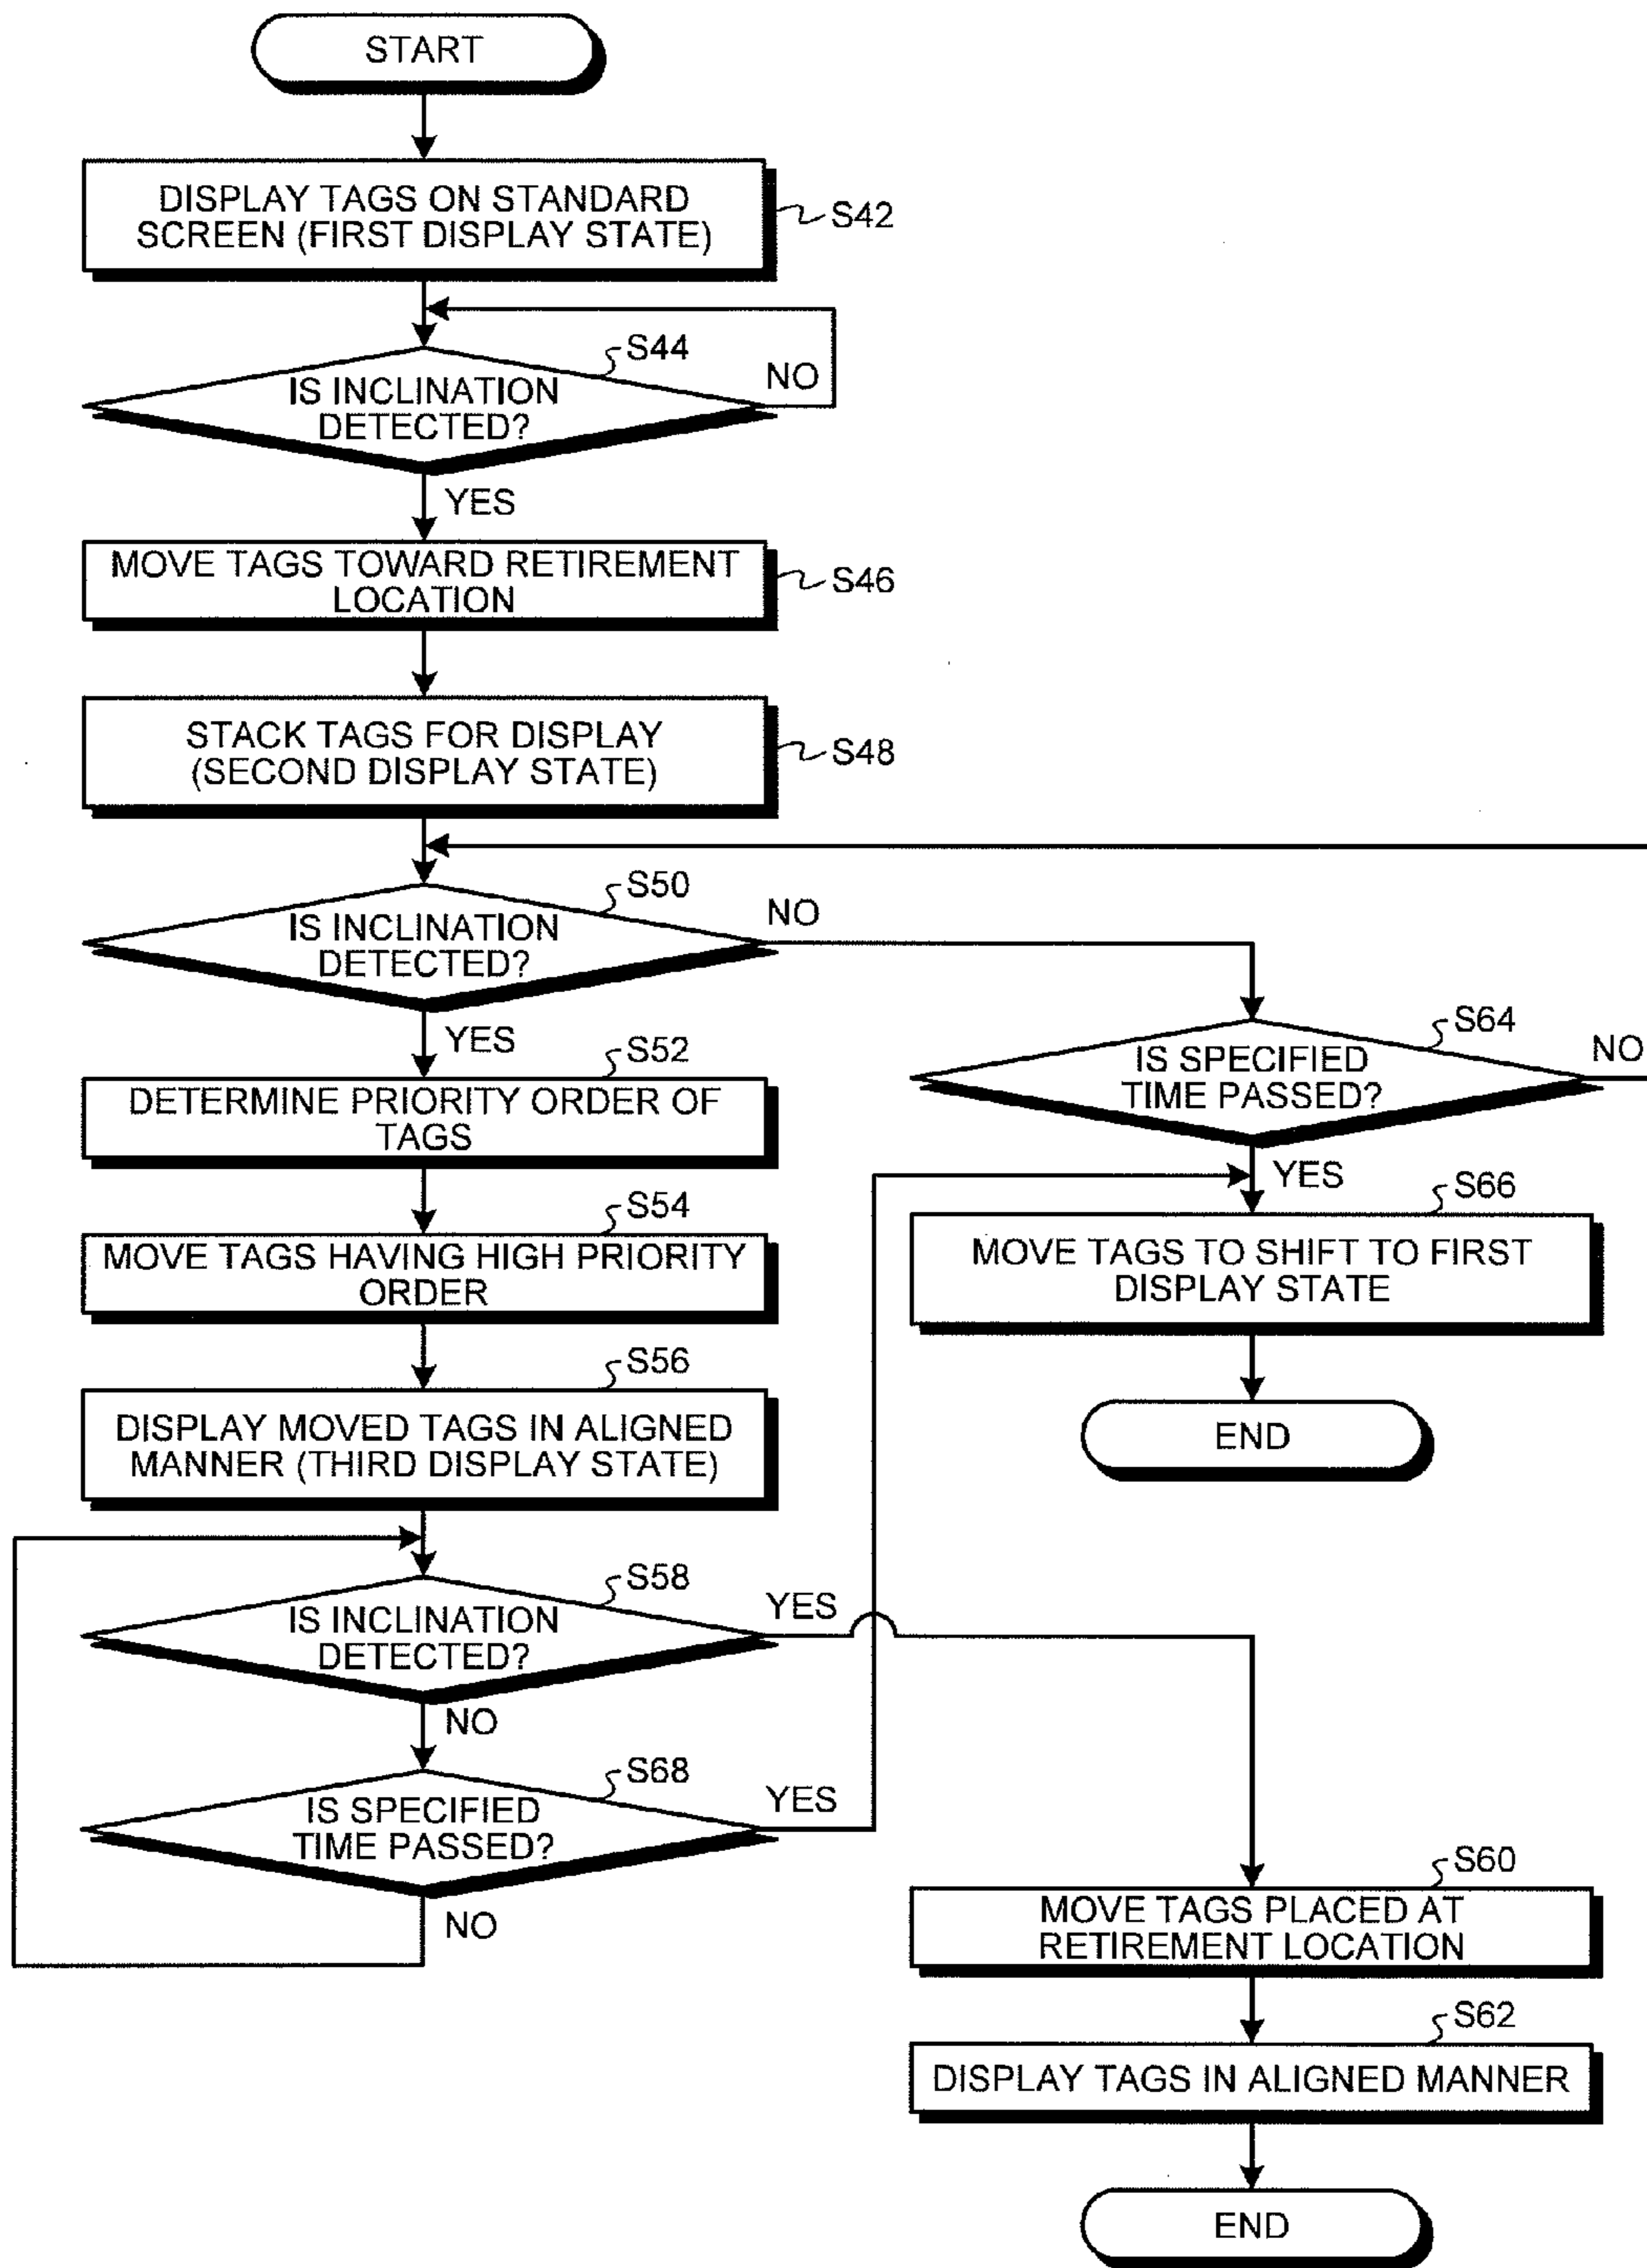 START
DISPLAY TAGS ON STANDARD
SCREEN (FIRST DISPLAY STATE)
S42
S44
IS INCLINATION
DETECTED?
NO
YES
MOVE TAGS TOWARD RETIREMENT
LOCATION
S46
STACK TAGS FOR DISPLAY
(SECOND DISPLAY STATE)
S48
S50
IS INCLINATION
DETECTED?
NO
YES
S52
DETERMINE PRIORITY ORDER OF
TAGS
S54
MOVE TAGS HAVING HIGH PRIORITY
ORDER
S56
DISPLAY MOVED TAGS IN ALIGNED
MANNER (THIRD DISPLAY STATE)
S58
IS INCLINATION
DETECTED?
YES
NO
S68
IS SPECIFIED
TIME PASSED?
YES
NO
S64
IS SPECIFIED
TIME PASSED?
NO
YES
S66
MOVE TAGS TO SHIFT TO FIRST
DISPLAY STATE
END
S60
MOVE TAGS PLACED AT
RETIREMENT LOCATION
S62
DISPLAY TAGS IN ALIGNED MANNER
END